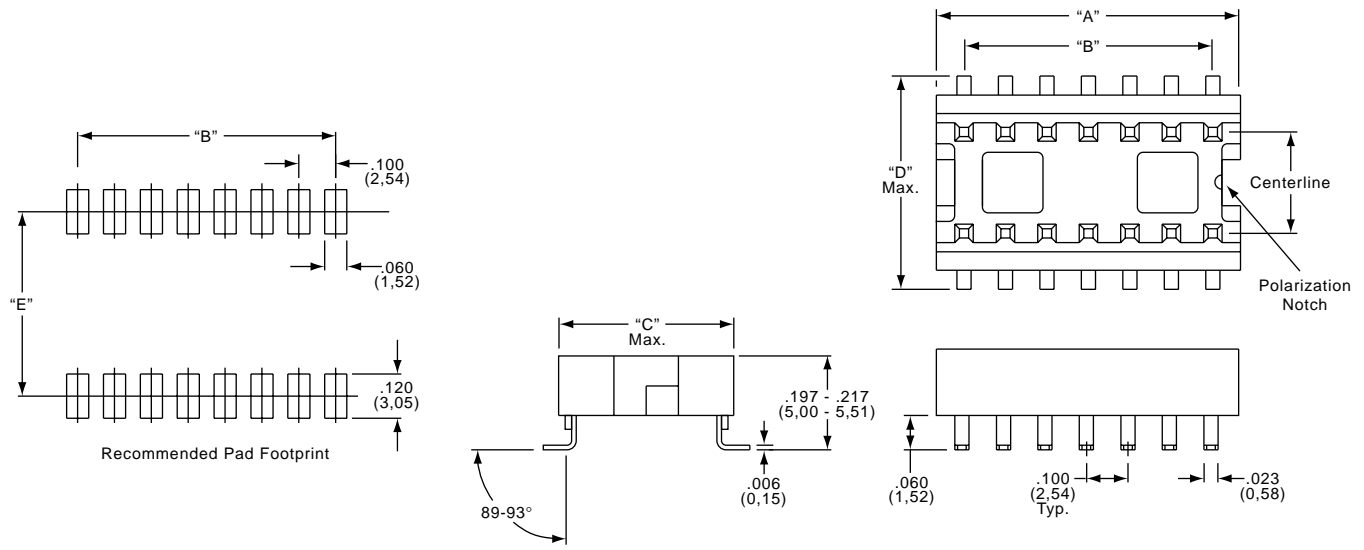 “B”
.100
(2,54)
.060
(1,52)
“E”
.120
(3,05)
Recommended Pad Footprint
“C”
Max.
.197 - .217
(5,00 - 5,51)
.006
(0,15)
89-93°
“A”
“B”
“D”
Max.
Centerline
Polarization
Notch
.060
(1,52)
.100
(2,54)
Typ.
.023
(0,58)